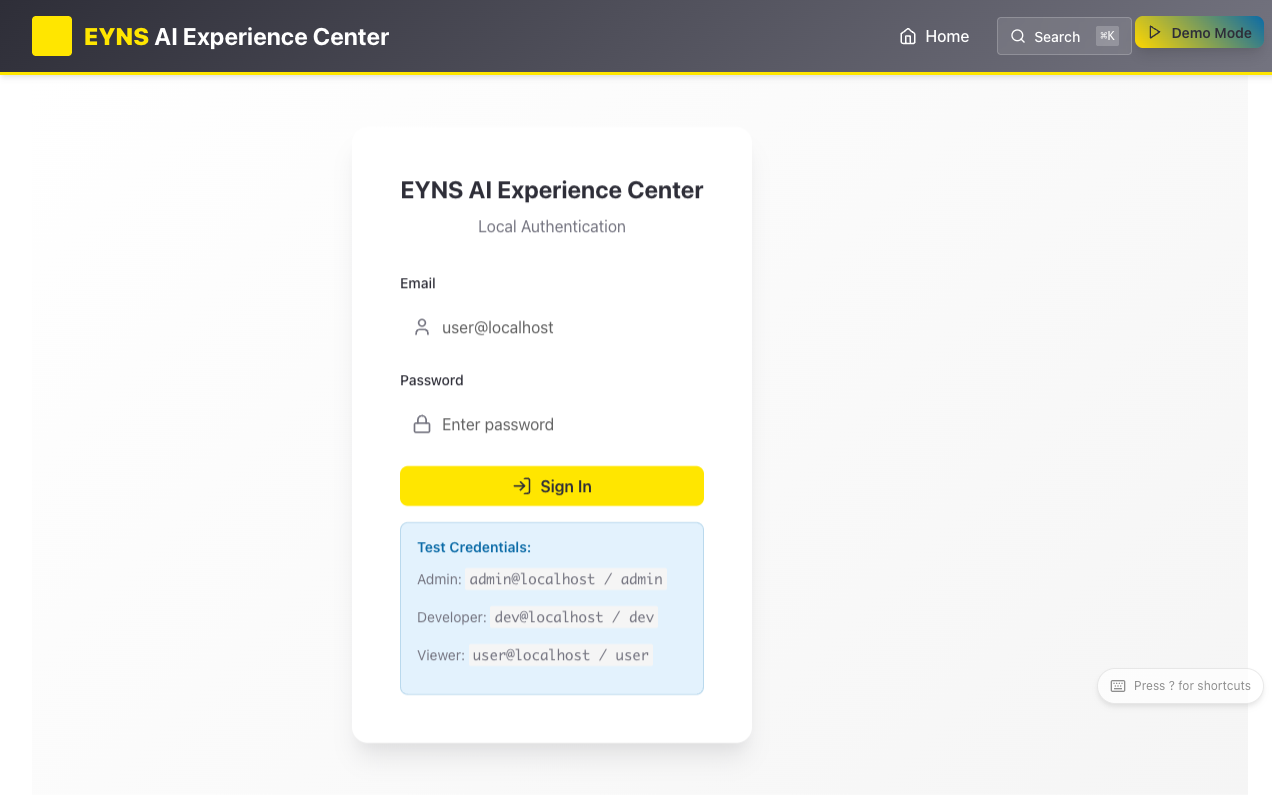 EYNS AI Experience Center
Home
Search ⌘K
Demo Mode
EYNS AI Experience Center
Local Authentication
Email
user@localhost
Password
Enter password
Sign In
Test Credentials:
Admin: admin@localhost / admin
Developer: dev@localhost / dev
Viewer: user@localhost / user
Press ? for shortcuts